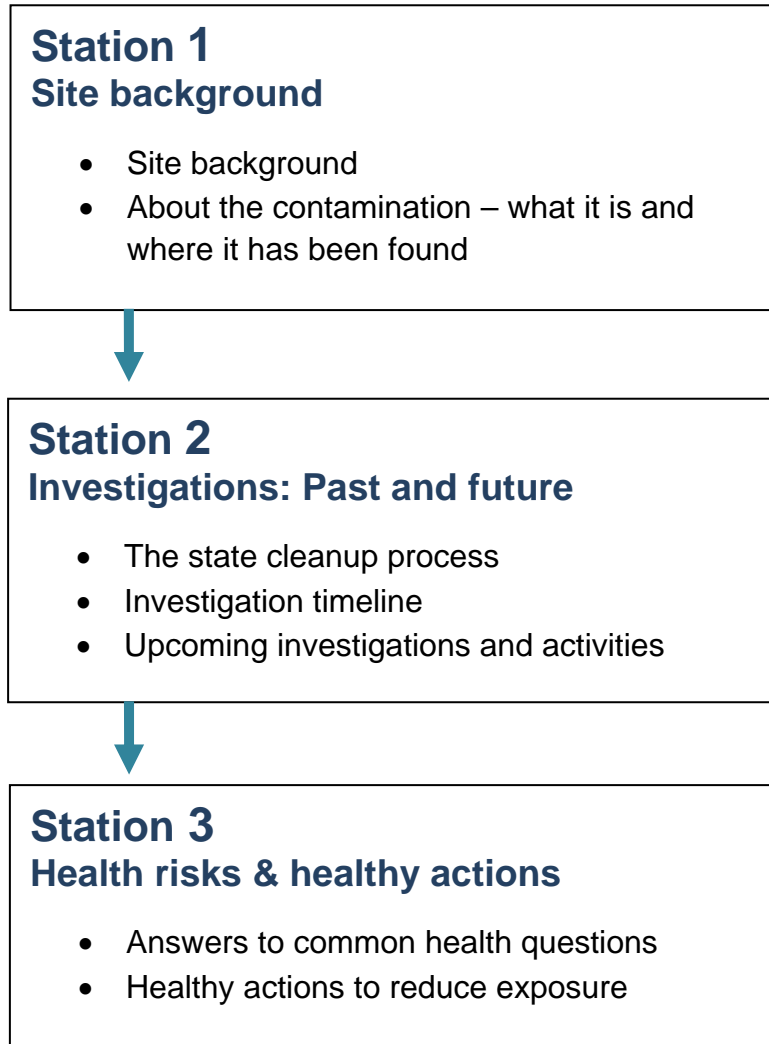 Station 1
Site background
• Site background
• About the contamination – what it is and
where it has been found
Station 2
Investigations: Past and future
• The state cleanup process
• Investigation timeline
• Upcoming investigations and activities
Station 3
Health risks & healthy actions
• Answers to common health questions
• Healthy actions to reduce exposure